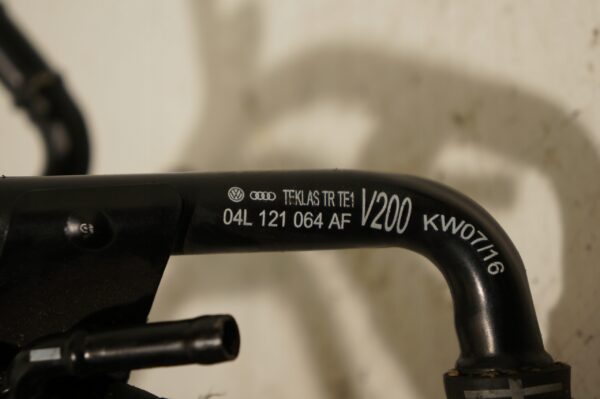 TEKLAS TR TE1
04L 121 064 AF V200 KW07/16